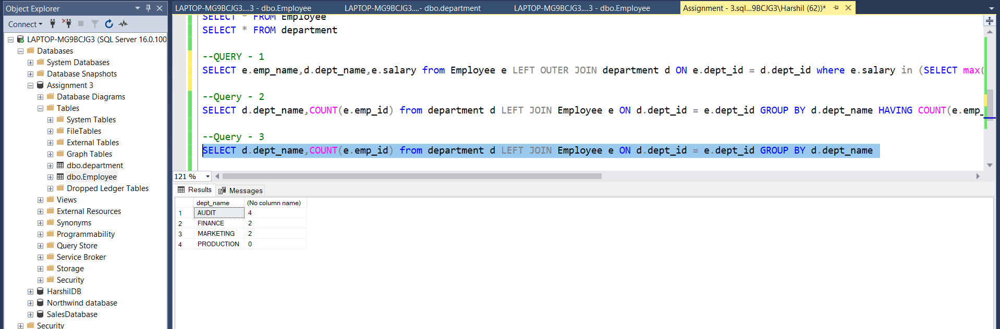 Object Explorer
Connect
LAPTOP-MG9BCJG3 (SQL Server 16.0.100
Databases
System Databases
Database Snapshots
Assignment 3
Database Diagrams
Tables
System Tables
FileTables
External Tables
Graph Tables
dbo.department
dbo.Employee
Dropped Ledger Tables
Views
External Resources
Synonyms
Programmability
Query Store
Service Broker
Storage
Security
HarshilDB
Northwind database
SalesDatabase
Security
LAPTOP-MG9BCJG3....3 - dbo.Employee
LAPTOP-MG9BCJG3....- dbo.department
LAPTOP-MG9BCJG3....3 - dbo.Employee
Assignment - 3.sql...9BCJG3\Harshil (62))*
SELECT * FROM Employee
SELECT * FROM department
--QUERY - 1
SELECT e.emp_name,d.dept_name,e.salary from Employee e LEFT OUTER JOIN department d ON e.dept_id = d.dept_id where e.salary in (SELECT max(
--Query - 2
SELECT d.dept_name,COUNT(e.emp_id) from department d LEFT JOIN Employee e ON d.dept_id = e.dept_id GROUP BY d.dept_name HAVING COUNT(e.emp_
--Query - 3
SELECT d.dept_name,COUNT(e.emp_id) from department d LEFT JOIN Employee e ON d.dept_id = e.dept_id GROUP BY d.dept_name
121 %
Results Messages
dept_name (No column name)
1 AUDIT 4
2 FINANCE 2
3 MARKETING 2
4 PRODUCTION 0